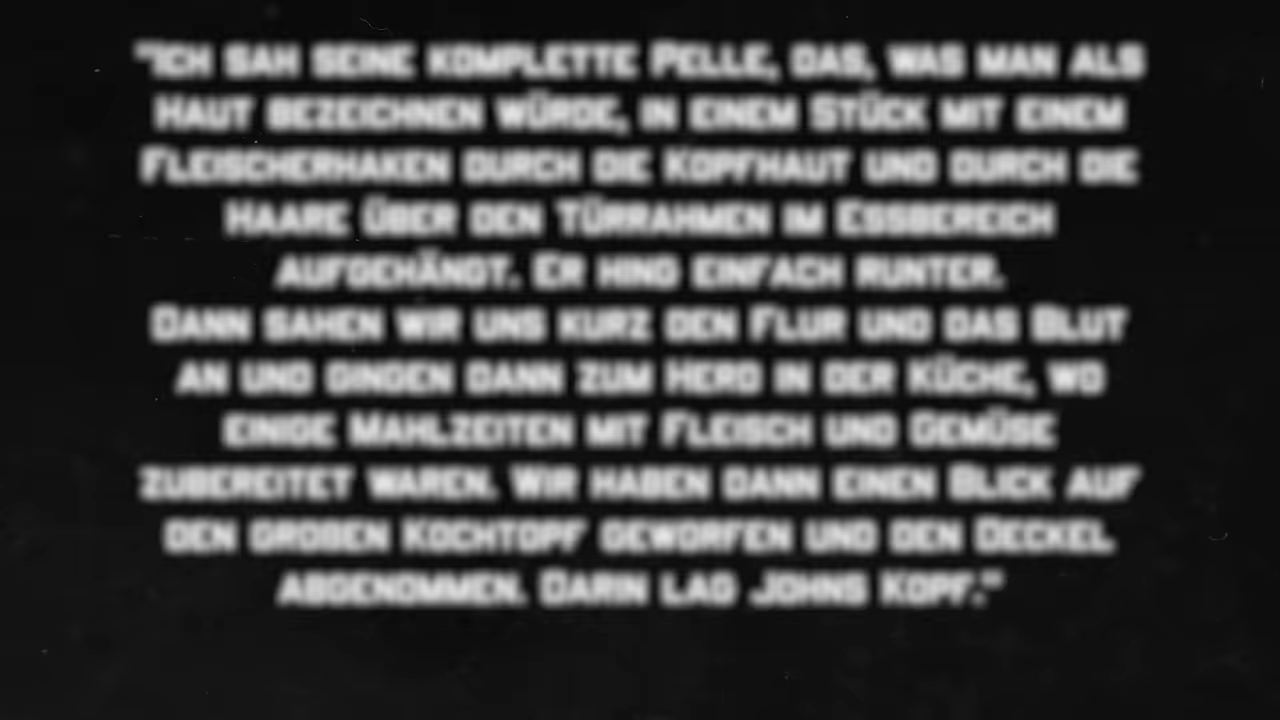 "Ich sah seine komplette Pelle, das, was man als
Haut bezeichnen würde, in einem Stück mit einem
Fleischerhaken durch die Kopfhaut und durch die
Haare über den Türrahmen im Essbereich
aufgehängt. Er hing einfach runter.
Dann sahen wir uns kurz den Flur und das Blut
an und gingen dann zum Herd in der Küche, wo
einige Mahlzeiten mit Fleisch und Gemüse
zubereitet waren. Wir haben dann einen Blick auf
den großen Kochtopf geworfen und den Deckel
abgenommen. Darin lag Johns Kopf."